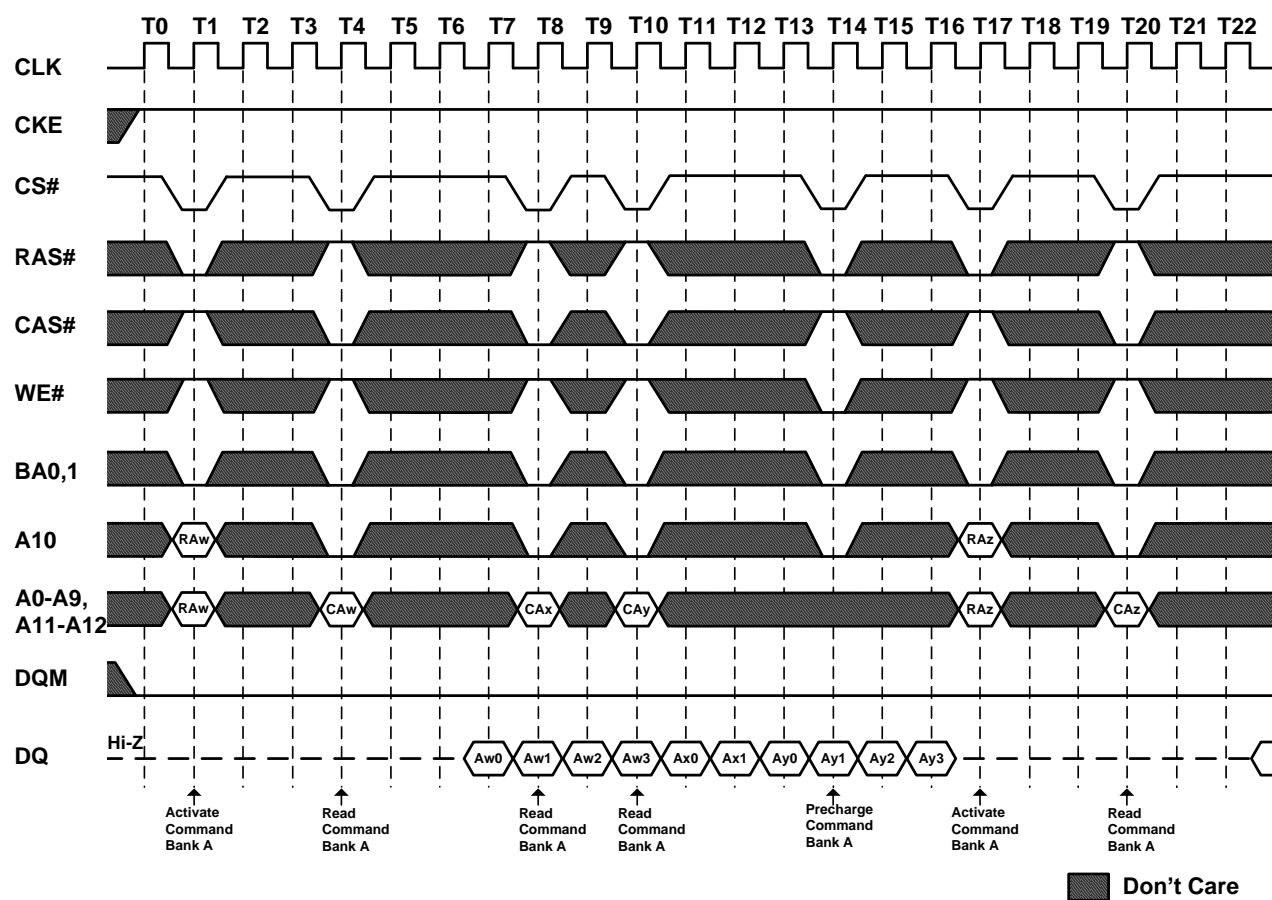 T0 T1 T2 T3 T4 T5 T6 T7 T8 T9 T10 T11 T12 T13 T14 T15 T16 T17 T18 T19 T20 T21 T22
CLK
CKE
CS#
RAS#
CAS#
WE#
BA0,1
A10
RAw RAz
A0-A9,
A11-A12
RAw CAw CAx CAy RAz CAz
DQM
DQ
Hi-Z
Aw0 Aw1 Aw2 Aw3 Ax0 Ax1 Ay0 Ay1 Ay2 Ay3
Activate
Command
Bank A
Read
Command
Bank A
Read
Command
Bank A
Read
Command
Bank A
Precharge
Command
Bank A
Activate
Command
Bank A
Read
Command
Bank A
Don't Care